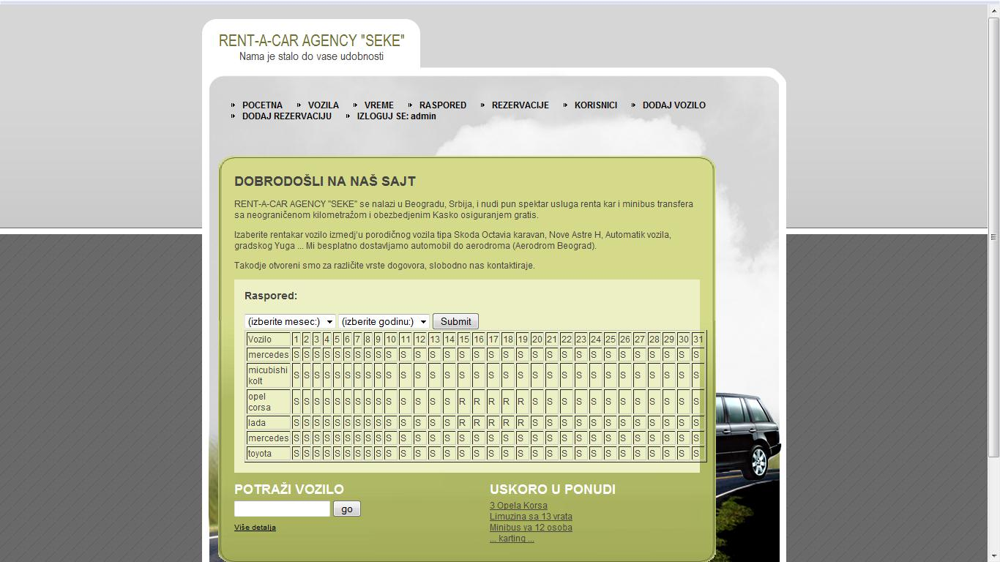 RENT-A-CAR AGENCY "SEKE"
Nama je stalo do vase udobnosti
POCETNA VOZILA VREME RASPORED REZERVACIJE KORISNICI DODAJ VOZILO
DODAJ REZERVACIJU IZLOGUJ SE: admin
DOBRODOŠLI NA NAŠ SAJT
RENT-A-CAR AGENCY "SEKE" se nalazi u Beogradu, Srbija, i nudi pun spektar usluga renta kar i minibus transfera
sa neograničenom kilometražom i obezbedjenim Kasko osiguranjem gratis.
Izaberite rentakar vozilo izmedj'u porodičnog vozila tipa Skoda Octavia karavan, Nove Astre H, Automatik vozila,
gradskog Yuga ... Mi besplatno dostavljamo automobil do aerodroma (Aerodrom Beograd).
Takodje otvoreni smo za različite vrste dogovora, slobodno nas kontaktiraje.
Raspored:
(izberite mesec:) (izberite godinu:) Submit
Vozilo 1 2 3 4 5 6 7 8 9 10 11 12 13 14 15 16 17 18 19 20 21 22 23 24 25 26 27 28 29 30 31
mercedes S S S S S S S S S S S S S S S S S S S S S S S S S S S S S S S
micubishi
kolt S S S S S S S S S S S S S S S S S S S S S S S S S S S S S S S
opel
corsa S S S S S S S S S S S S S S R R R R R S S S S S S S S S S S S
lada S S S S S S S S S S S S S S R R R R R S S S S S S S S S S S S
mercedes S S S S S S S S S S S S S S S S S S S S S S S S S S S S S S S
toyota S S S S S S S S S S S S S S S S S S S S S S S S S S S S S S S
POTRAŽI VOZILO
go
Više detalja
USKORO U PONUDI
3 Opela Korsa
Limuzina sa 13 vrata
Minibus ya 12 osoba
... karting ...